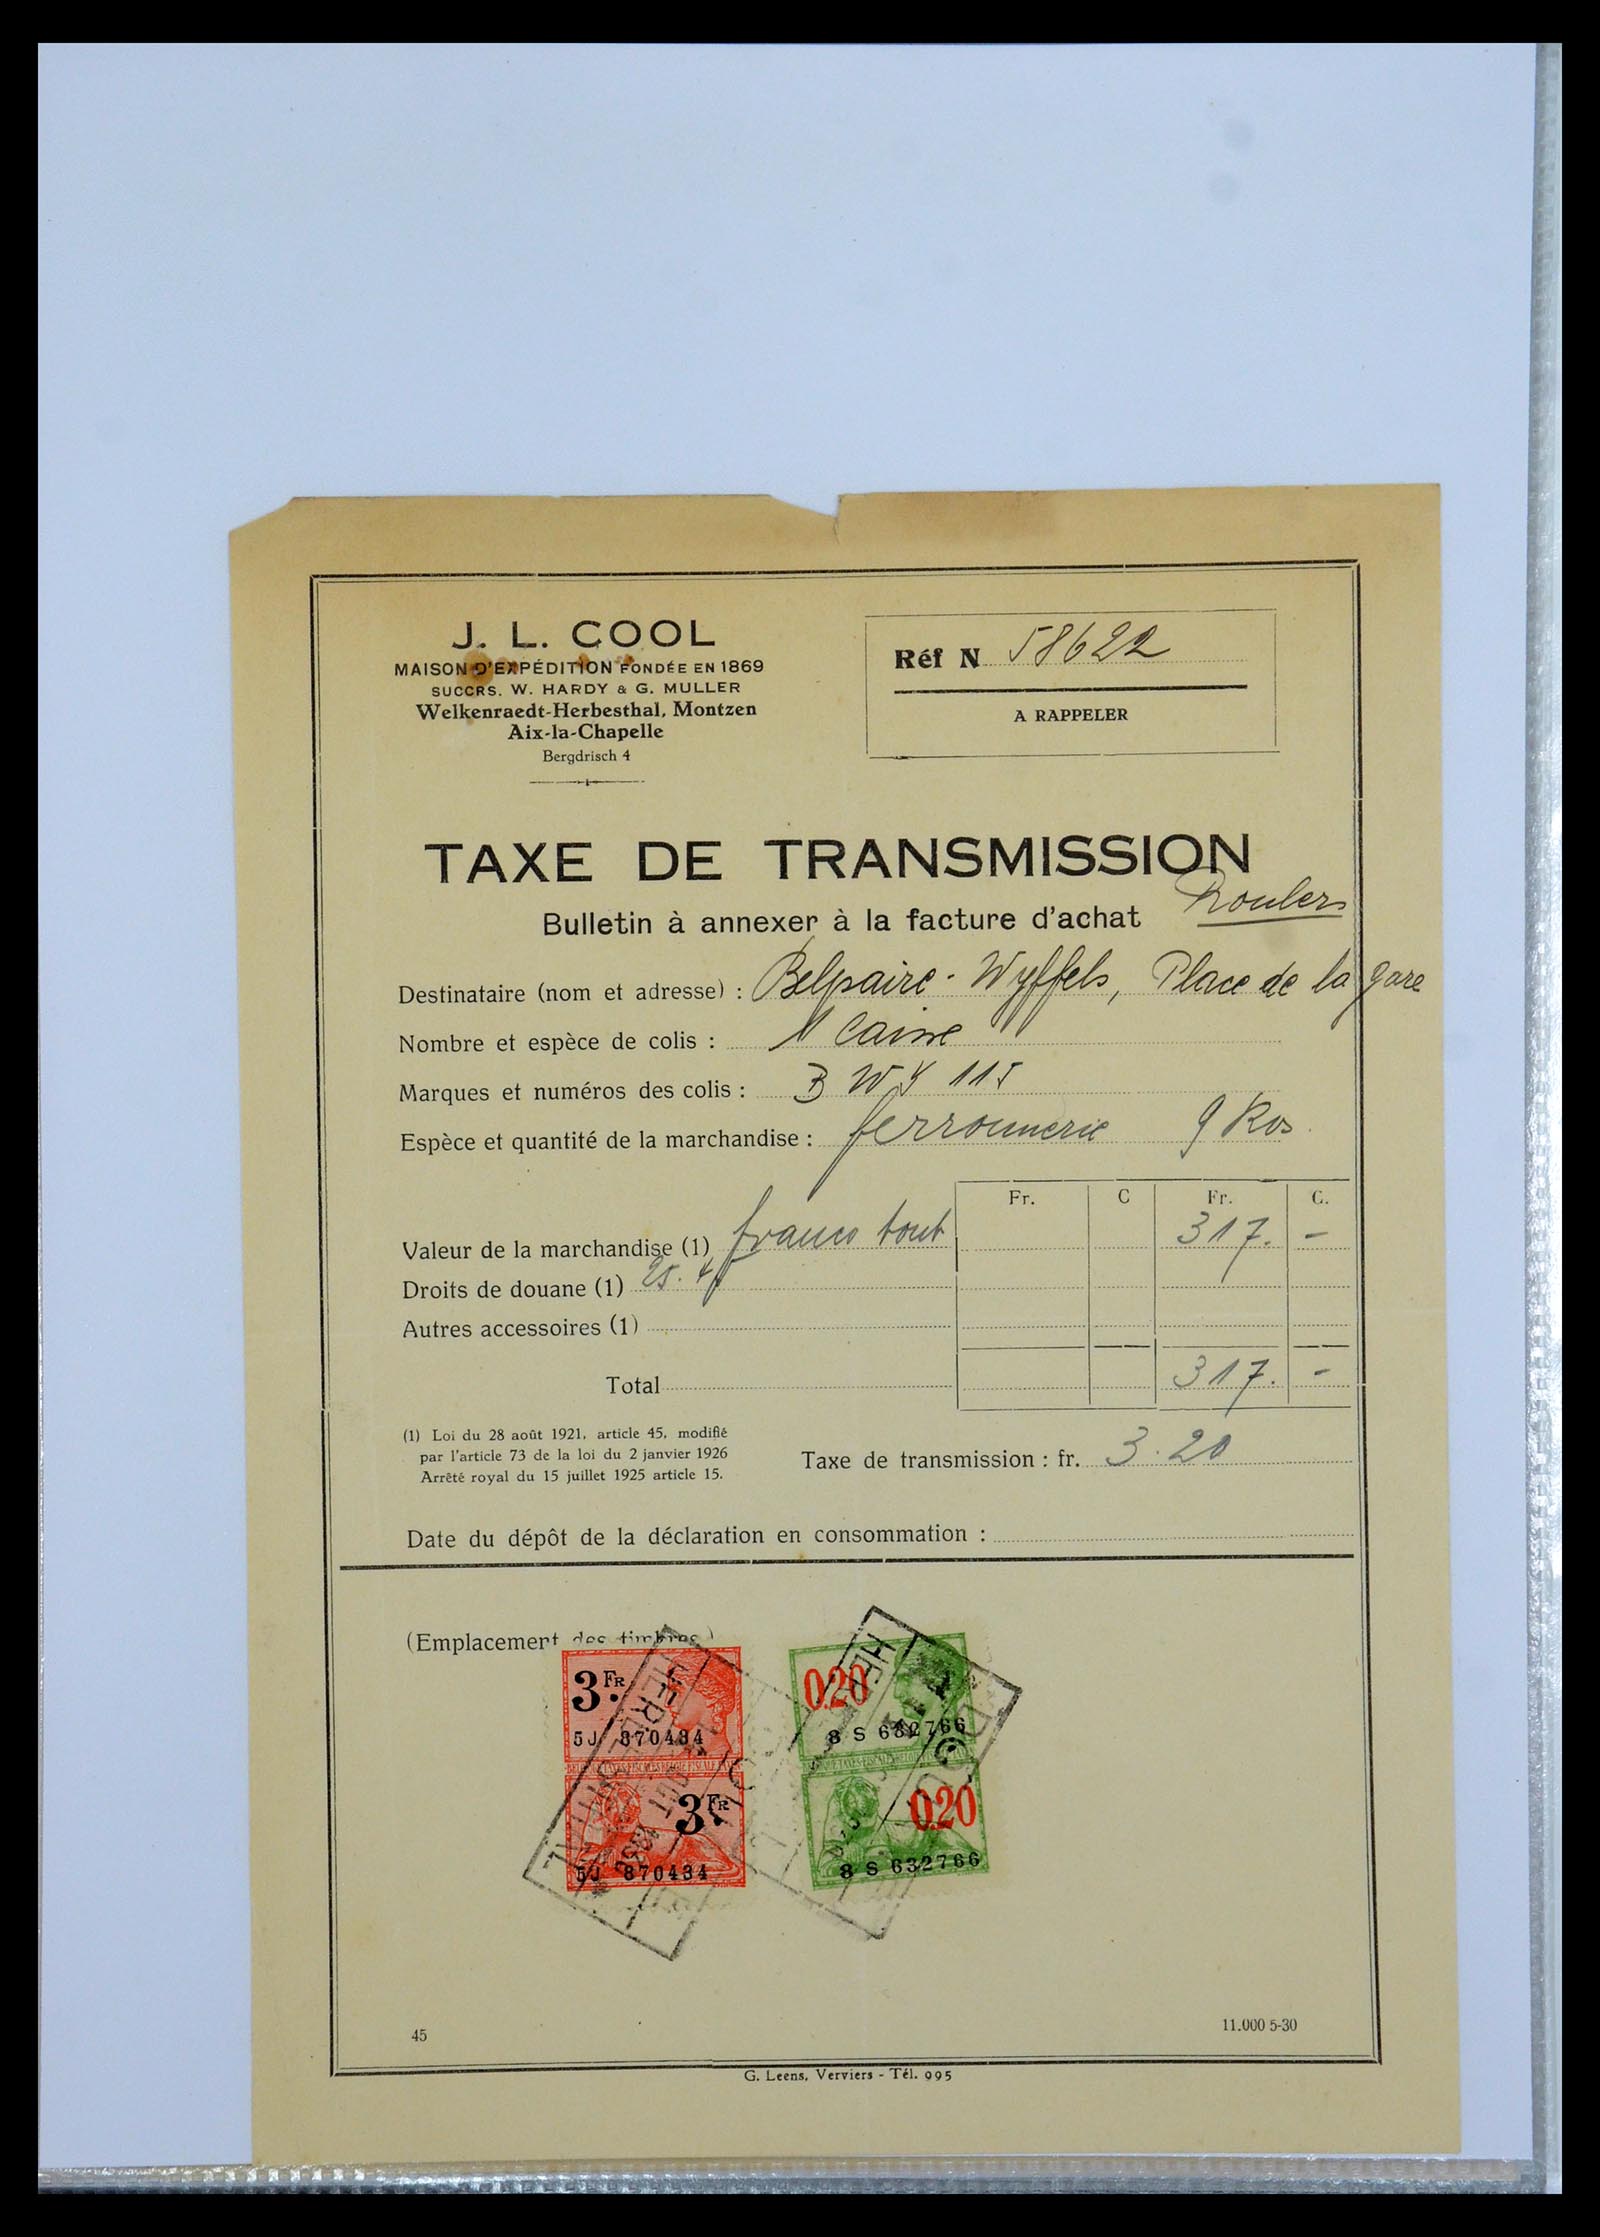 J. L. COOL
MAISON D'EXPÉDITION FONDÉE EN 1869
SUCCRS. W. HARDY & G. MULLER
Welkenraedt-Herbesthal, Montzen
Aix-la-Chapelle
Bergdrisch 4
Réf N 58622
A RAPPELER
TAXE DE TRANSMISSION
Roulers
Bulletin à annexer à la facture d'achat
Destinataire (nom et adresse) : Belpaire - Wyffels, Place de la gare
Nombre et espèce de colis : 1 Caisse
Marques et numéros des colis : B W Y 115
Espèce et quantité de la marchandise : ferronnerie 9 Kos
Fr. C Fr. C.
Valeur de la marchandise (1) franco tout 317. -
Droits de douane (1) 25.
Autres accessoires (1)
Total 317. -
(1) Loi du 28 août 1921, article 45, modifié
par l'article 73 de la loi du 2 janvier 1926
Arrêté royal du 15 juillet 1925 article 15.
Taxe de transmission : fr. 3.20
Date du dépôt de la déclaration en consommation :
(Emplacement des timbres)
3 FR.
5J 870434
3 FR.
5J 870434
0.20
8 S 632766
0.20
8 S 632766
45
11.000 5-30
G. Leens, Verviers - Tél. 995